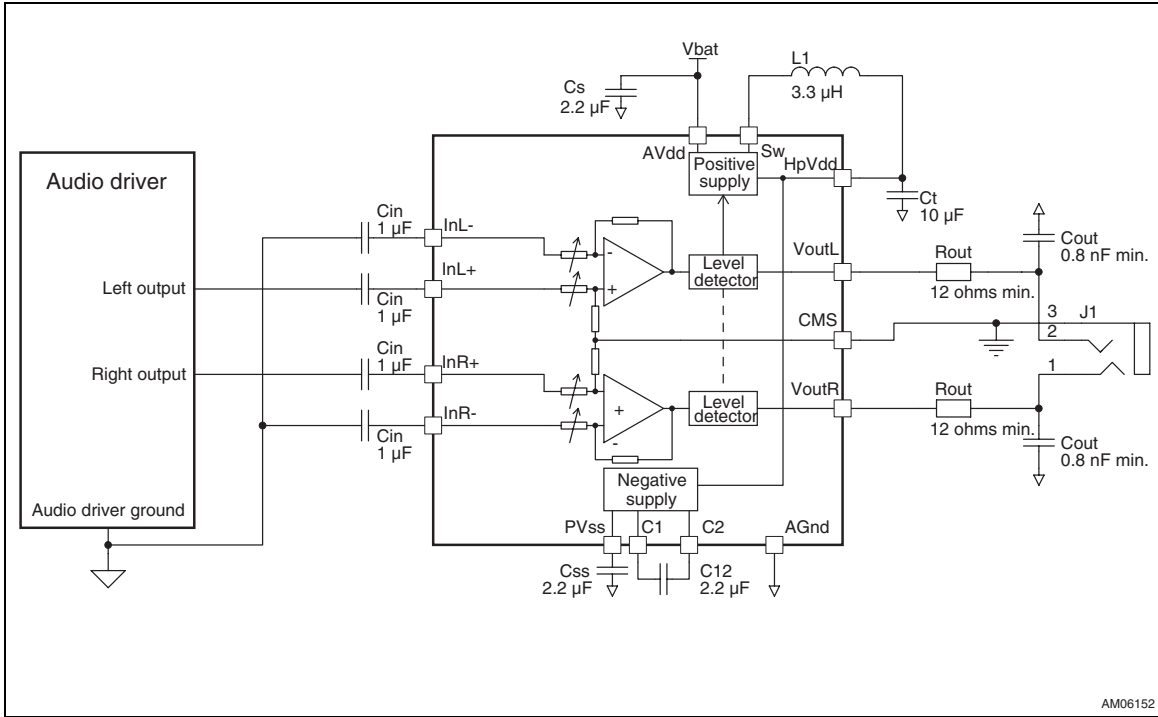 Vbat
L1
3.3 µH
Cs
2.2 µF
AVdd
Sw
HpVdd
Positive
supply
Ct
10 µF
Audio driver
Cin
1 µF
InL-
-
Level
detector
VoutL
Rout
12 ohms min.
Cout
0.8 nF min.
Left output
InL+
Cin
1 µF
+
CMS
3
J1
2
1
Right output
Cin
1 µF
InR+
+
Level
detector
VoutR
Rout
12 ohms min.
Cout
0.8 nF min.
InR-
Cin
1 µF
-
Negative
supply
Audio driver ground
PVss
C1
C2
AGnd
Css
2.2 µF
C12
2.2 µF
AM06152